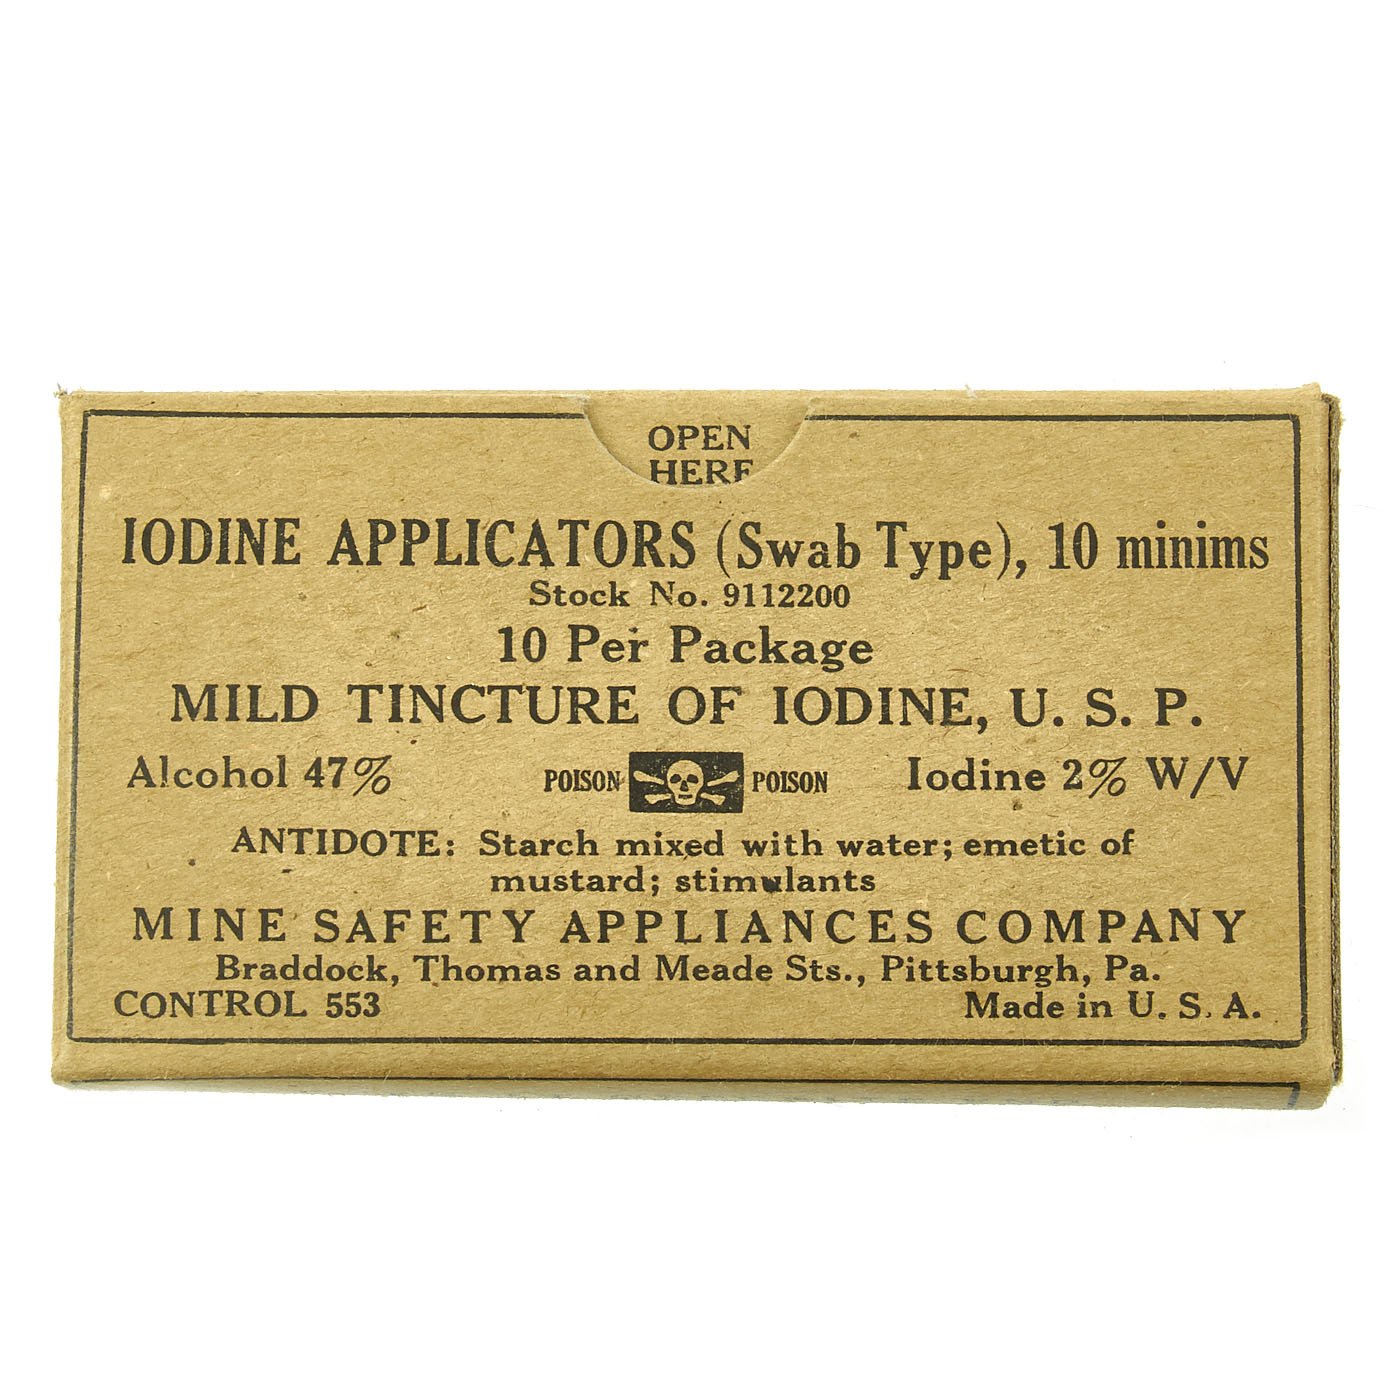 OPEN
HERE
IODINE APPLICATORS (Swab Type), 10 minims
Stock No. 9112200
10 Per Package
MILD TINCTURE OF IODINE, U. S. P.
Alcohol 47% POISON POISON Iodine 2% W/V
ANTIDOTE: Starch mixed with water; emetic of
mustard; stimulants
MINE SAFETY APPLIANCES COMPANY
Braddock, Thomas and Meade Sts., Pittsburgh, Pa.
CONTROL 553 Made in U. S. A.